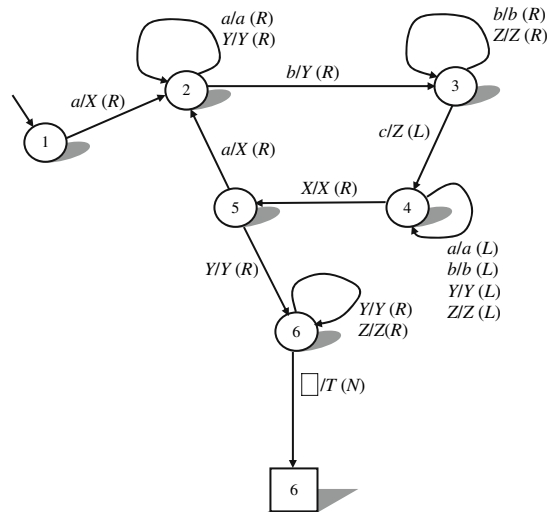 a/a (R)
Y/Y (R)
b/b (R)
Z/Z (R)
a/X (R)
2
b/Y (R)
3
1
c/Z (L)
a/X (R)
X/X (R)
5
4
a/a (L)
b/b (L)
Y/Y (L)
Z/Z (L)
Y/Y (R)
Y/Y (R)
Z/Z(R)
6
□/T (N)
6